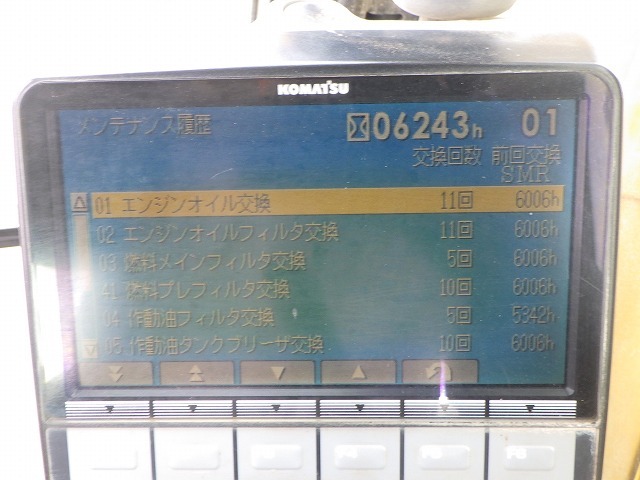 KOMATSU
メンテナンス履歴 06243h 01
交換回数 前回交換
SMR
01 エンジンオイル交換 11回 6006h
02 エンジンオイルフィルタ交換 11回 6006h
03 燃料メインフィルタ交換 5回 6006h
41 燃料プレフィルタ交換 10回 6006h
04 作動油フィルタ交換 5回 5342h
05 作動油タンクブリーザ交換 10回 6006h